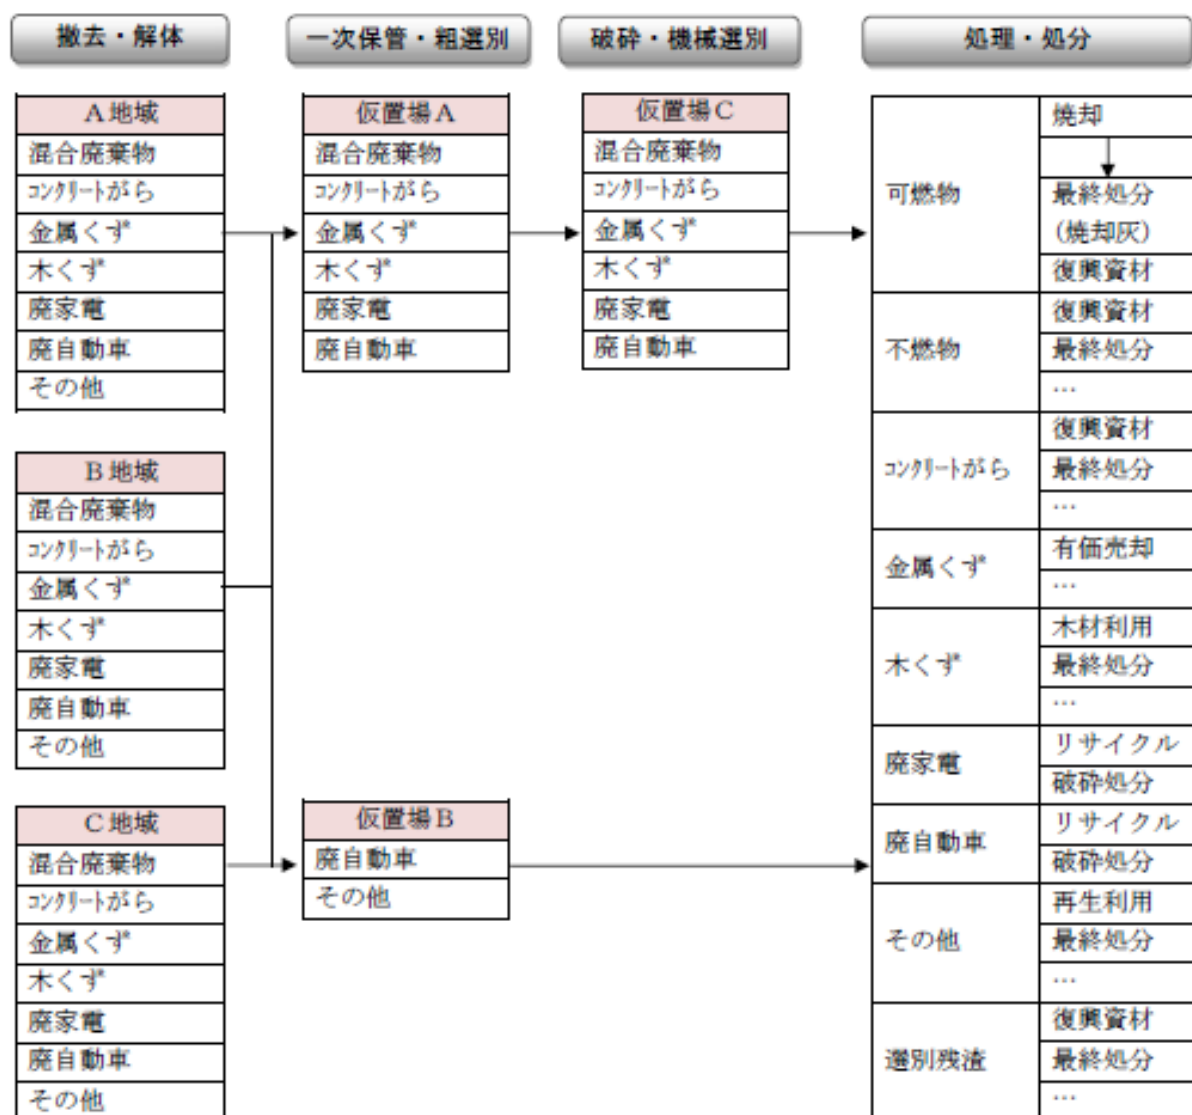 撤去・解体
一次保管・粗選別
破砕・機械選別
処理・処分
A地域
混合廃棄物
コンクリートがら
金属くず
木くず
廃家電
廃自動車
その他
B地域
混合廃棄物
コンクリートがら
金属くず
木くず
廃家電
廃自動車
その他
C地域
混合廃棄物
コンクリートがら
金属くず
木くず
廃家電
廃自動車
その他
仮置場A
混合廃棄物
コンクリートがら
金属くず
木くず
廃家電
廃自動車
仮置場B
廃自動車
その他
仮置場C
混合廃棄物
コンクリートがら
金属くず
木くず
廃家電
廃自動車
可燃物
焼却
最終処分
(焼却灰)
復興資材
不燃物
復興資材
最終処分
…
コンクリートがら
復興資材
最終処分
…
金属くず
有価売却
…
木くず
木材利用
最終処分
…
廃家電
リサイクル
破砕処分
廃自動車
リサイクル
破砕処分
その他
再生利用
最終処分
…
選別残渣
復興資材
最終処分
…